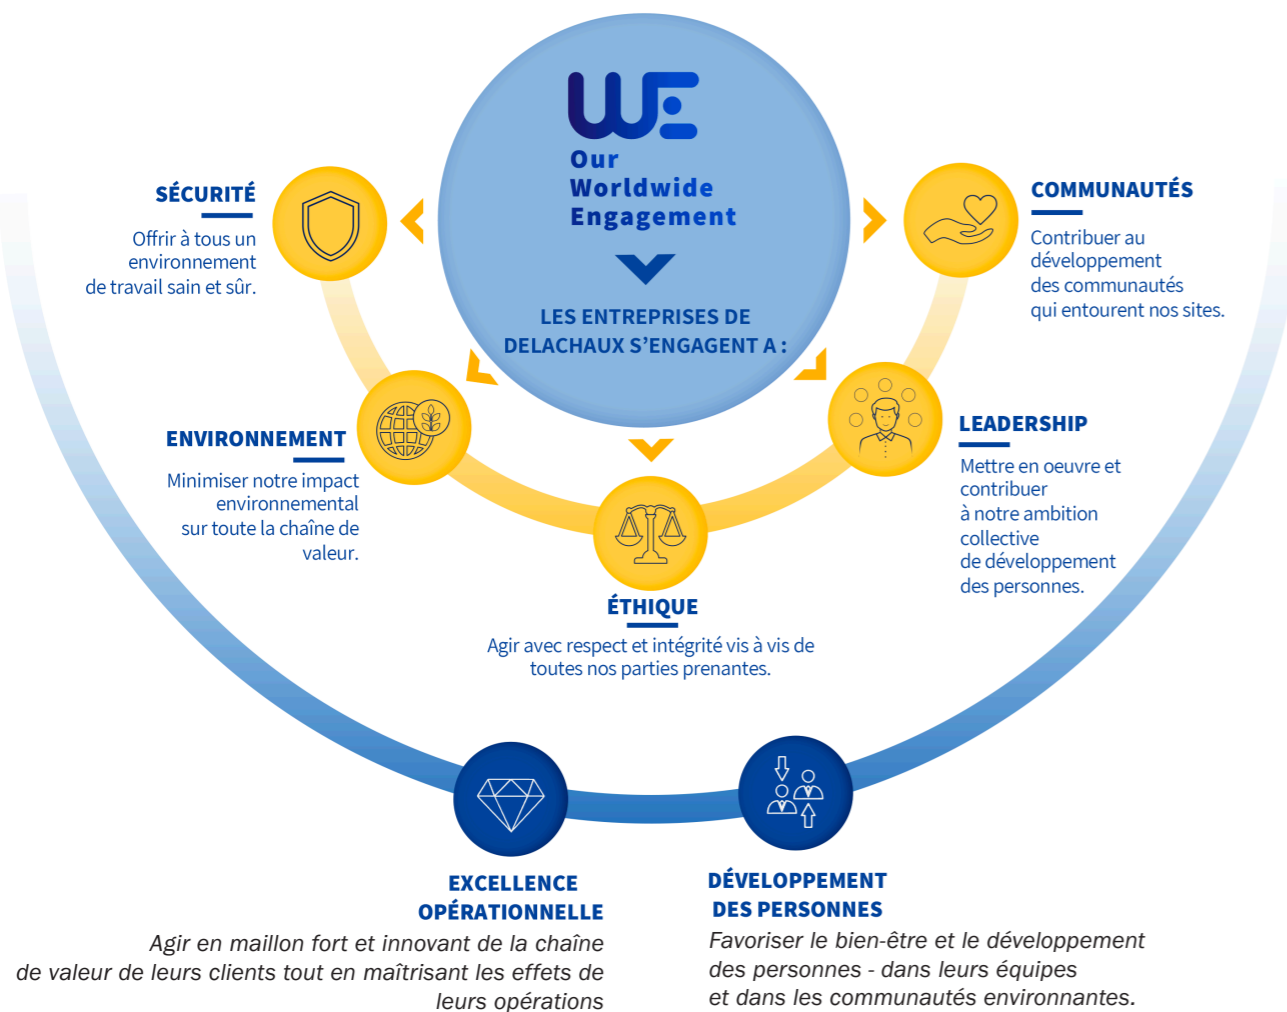 WE
Our
Worldwide
Engagement
LES ENTREPRISES DE
DELACHAUX S’ENGAGENT A :
SÉCURITÉ
Offrir à tous un
environnement
de travail sain et sûr.
COMMUNAUTÉS
Contribuer au
développement
des communautés
qui entourent nos sites.
ENVIRONNEMENT
Minimiser notre impact
environnemental
sur toute la chaîne de
valeur.
LEADERSHIP
Mettre en oeuvre et
contribuer
à notre ambition
collective
de développement
des personnes.
ÉTHIQUE
Agir avec respect et intégrité vis à vis de
toutes nos parties prenantes.
EXCELLENCE
OPÉRATIONNELLE
Agir en maillon fort et innovant de la chaîne
de valeur de leurs clients tout en maîtrisant les effets de
leurs opérations
DÉVELOPPEMENT
DES PERSONNES
Favoriser le bien-être et le développement
des personnes - dans leurs équipes
et dans les communautés environnantes.